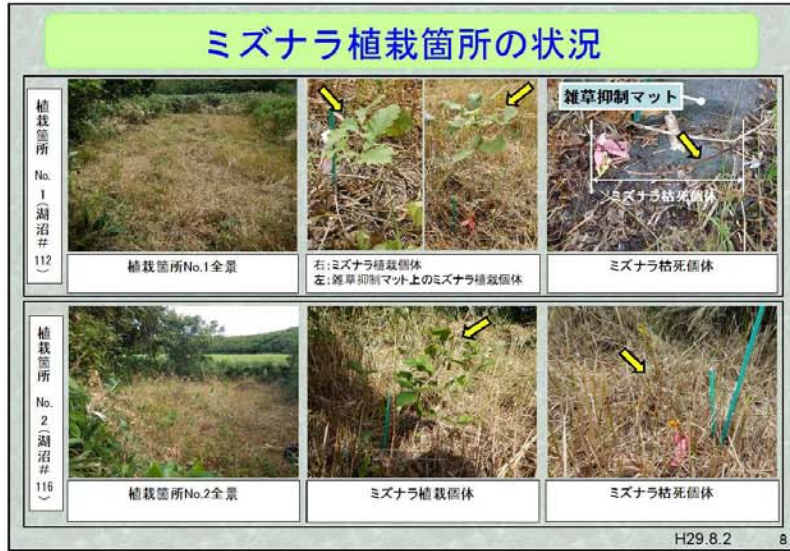 ミズナラ植栽箇所の状況
植栽箇所 No.1(湖沼#112)
雑草抑制マット
ミズナラ枯死個体
植栽箇所No.1全景
右:ミズナラ植栽個体
左:雑草抑制マット上のミズナラ植栽個体
ミズナラ枯死個体
植栽箇所 No.2(湖沼#116)
植栽箇所No.2全景
ミズナラ植栽個体
ミズナラ枯死個体
H29.8.2
8